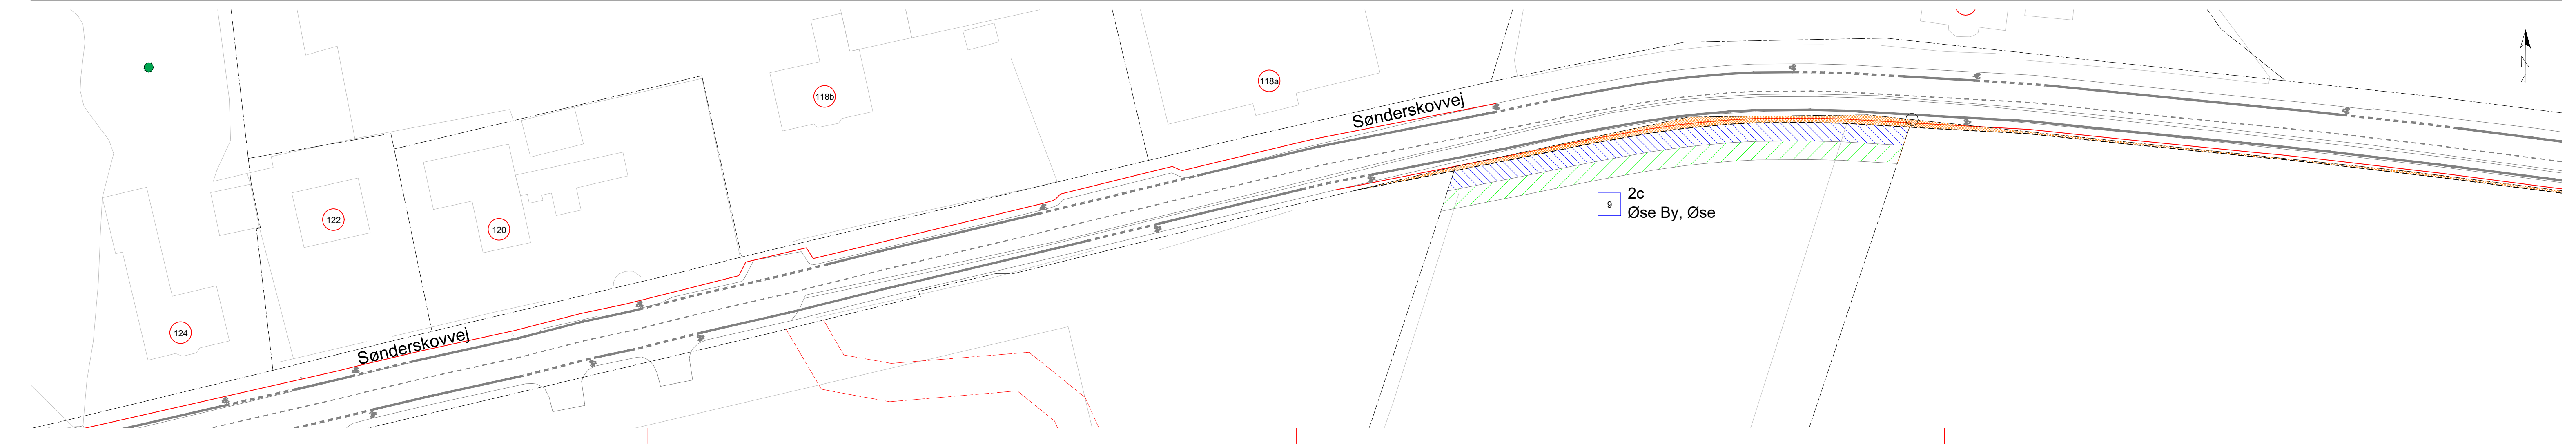 118b
118a
Sønderskovvej
122
120
9
2c
Øse By, Øse
124
Sønderskovvej
N